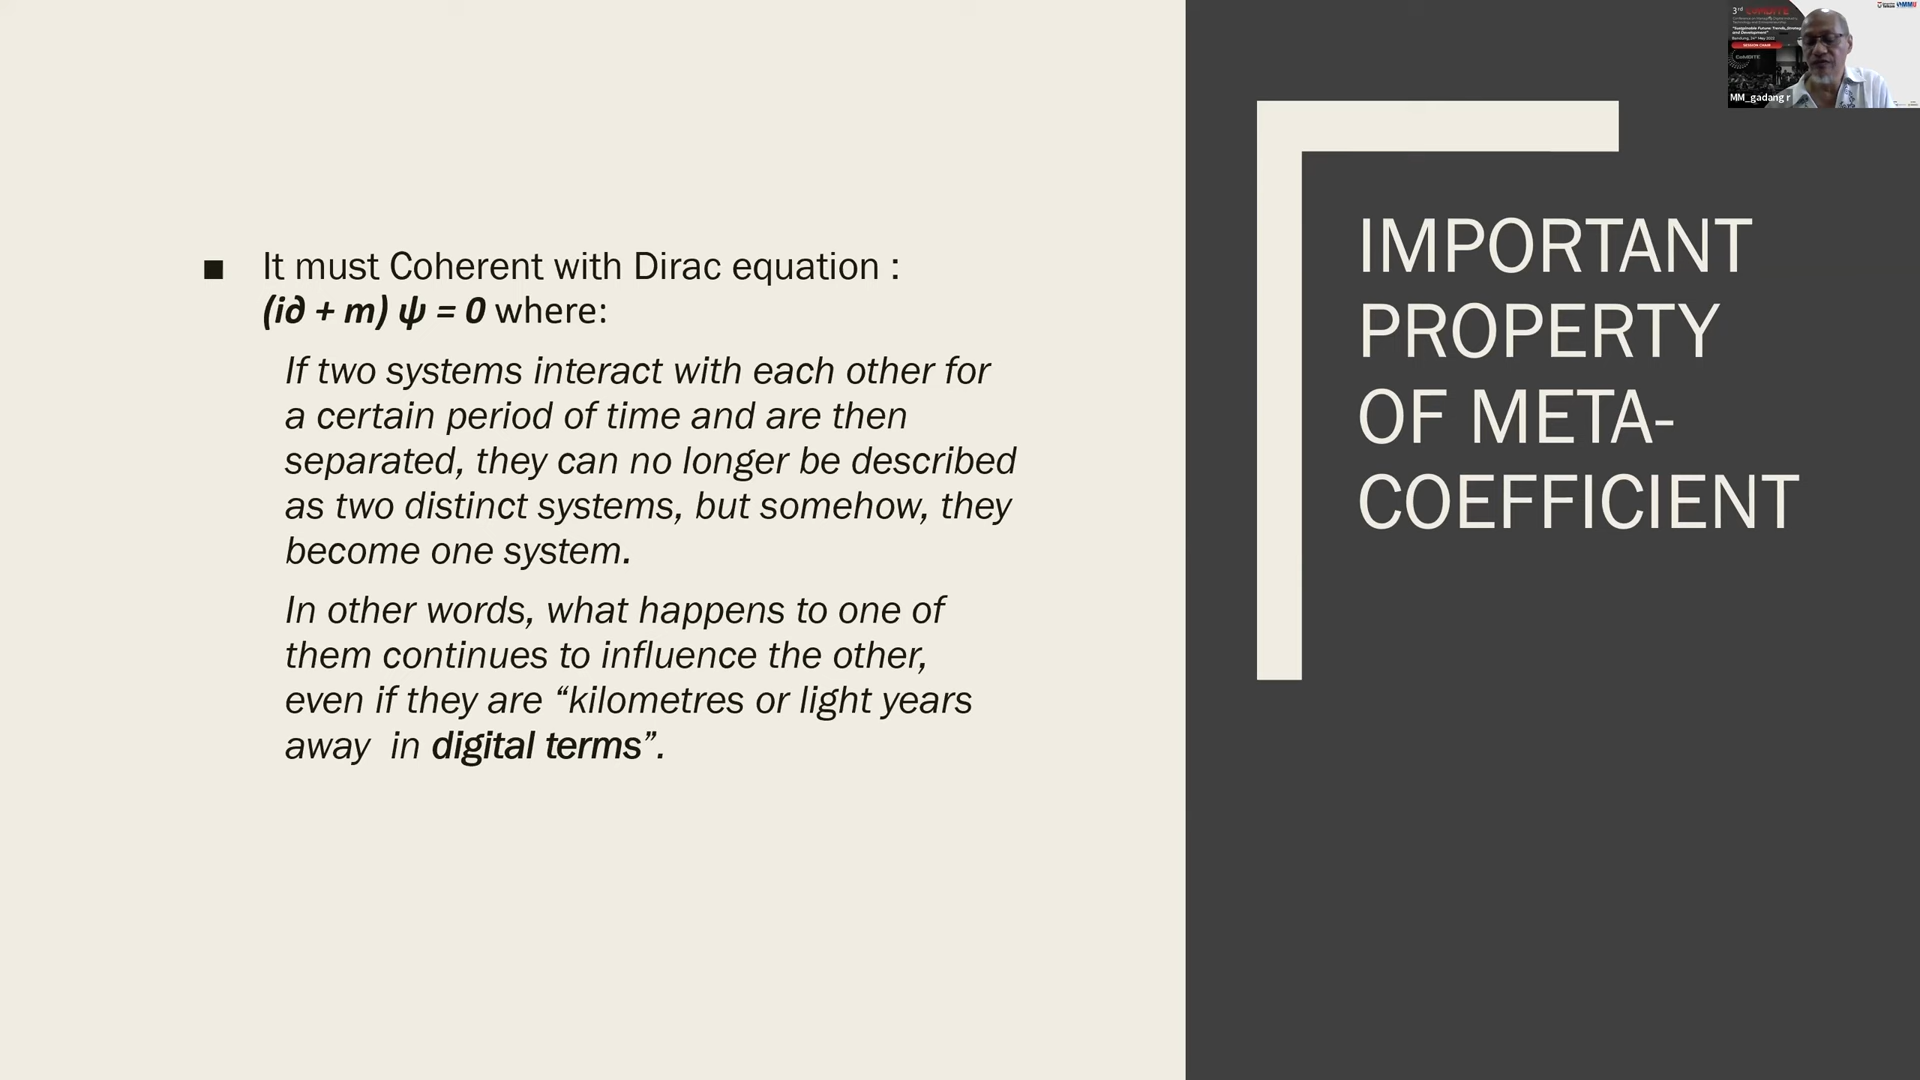 ■ It must Coherent with Dirac equation :
(i∂ + m) ψ = 0 where:
If two systems interact with each other for
a certain period of time and are then
separated, they can no longer be described
as two distinct systems, but somehow, they
become one system.
In other words, what happens to one of
them continues to influence the other,
even if they are “kilometres or light years
away  in digital terms”.
IMPORTANT
PROPERTY
OF META-
COEFFICIENT
3rd
SESSION CHAIR
MM_gadang r